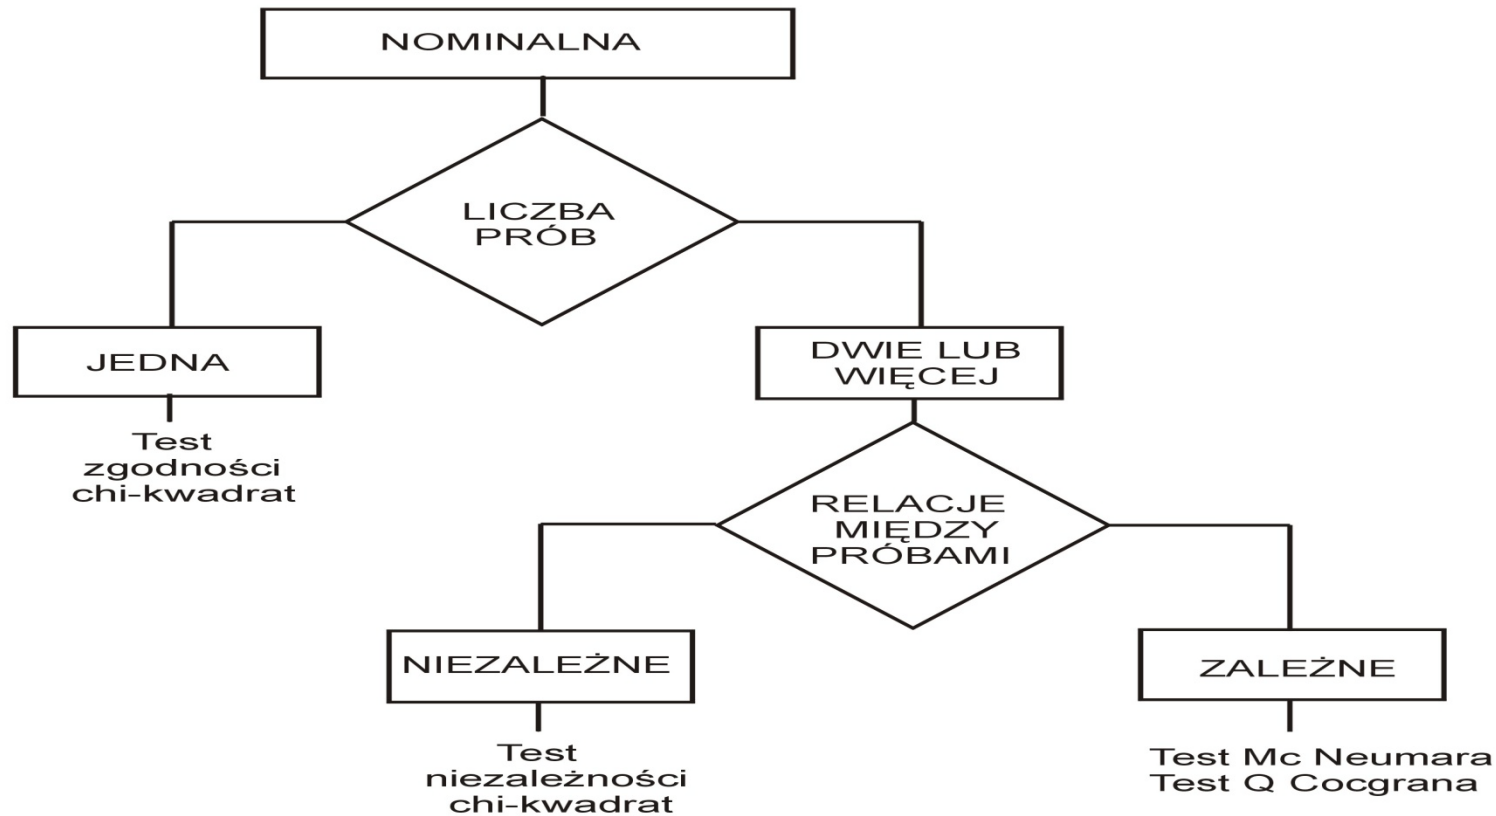 NOMINALNA
LICZBA
PRÓB
JEDNA
DWIE LUB
WIĘCEJ
Test
zgodności
chi-kwadrat
RELACJE
MIĘDZY
PRÓBAMI
NIEZALEŻNE
ZALEŻNE
Test
niezależności
chi-kwadrat
Test Mc Neumara
Test Q Cocgrana